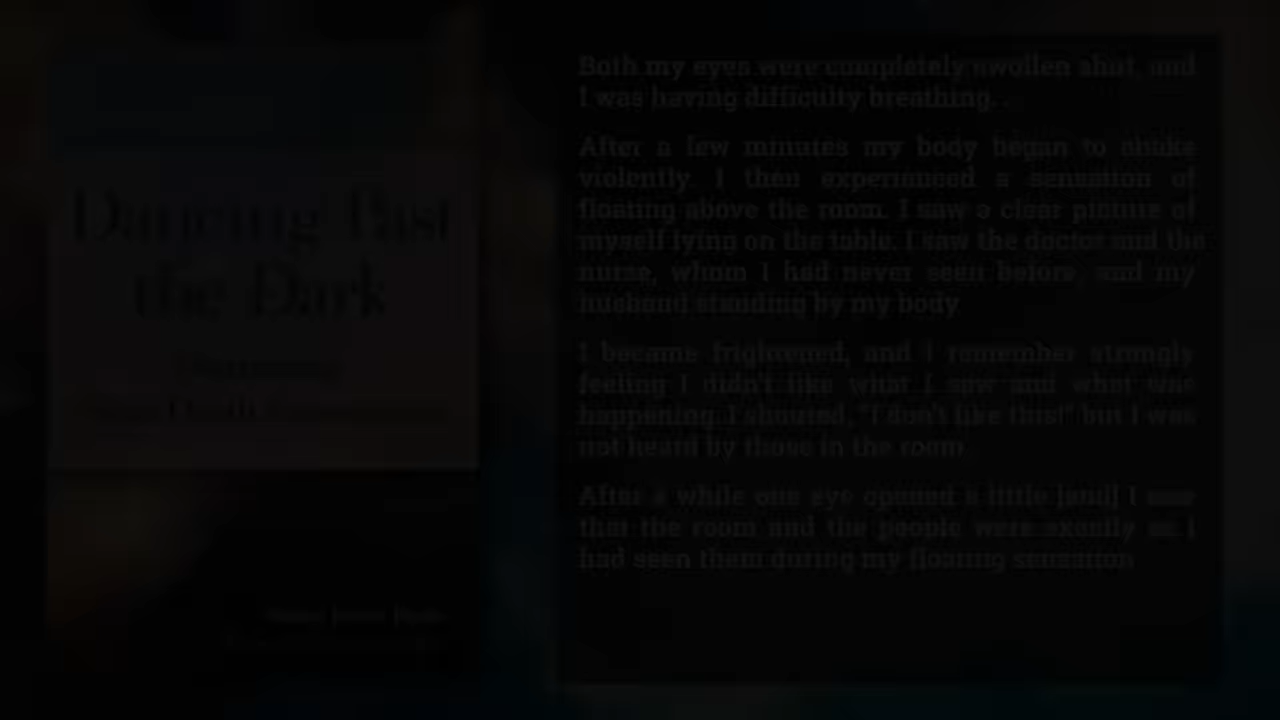 Dancing Past
the Dark
Distressing
Near-Death Experiences
Both my eyes were completely swollen shut, and
I was having difficulty breathing. .
After a few minutes my body began to shake
violently. I then experienced a sensation of
floating above the room. I saw a clear picture of
myself lying on the table. I saw the doctor and the
nurse, whom I had never seen before, and my
husband standing by my body
I became frightened, and I remember strongly
feeling I didn't like what I saw and what was
happening. I shouted, "I don't like this!" but I was
not heard by those in the room
After a while one eye opened a little [and] I saw
that the room and the people were exactly as I
had seen them during my floating sensation